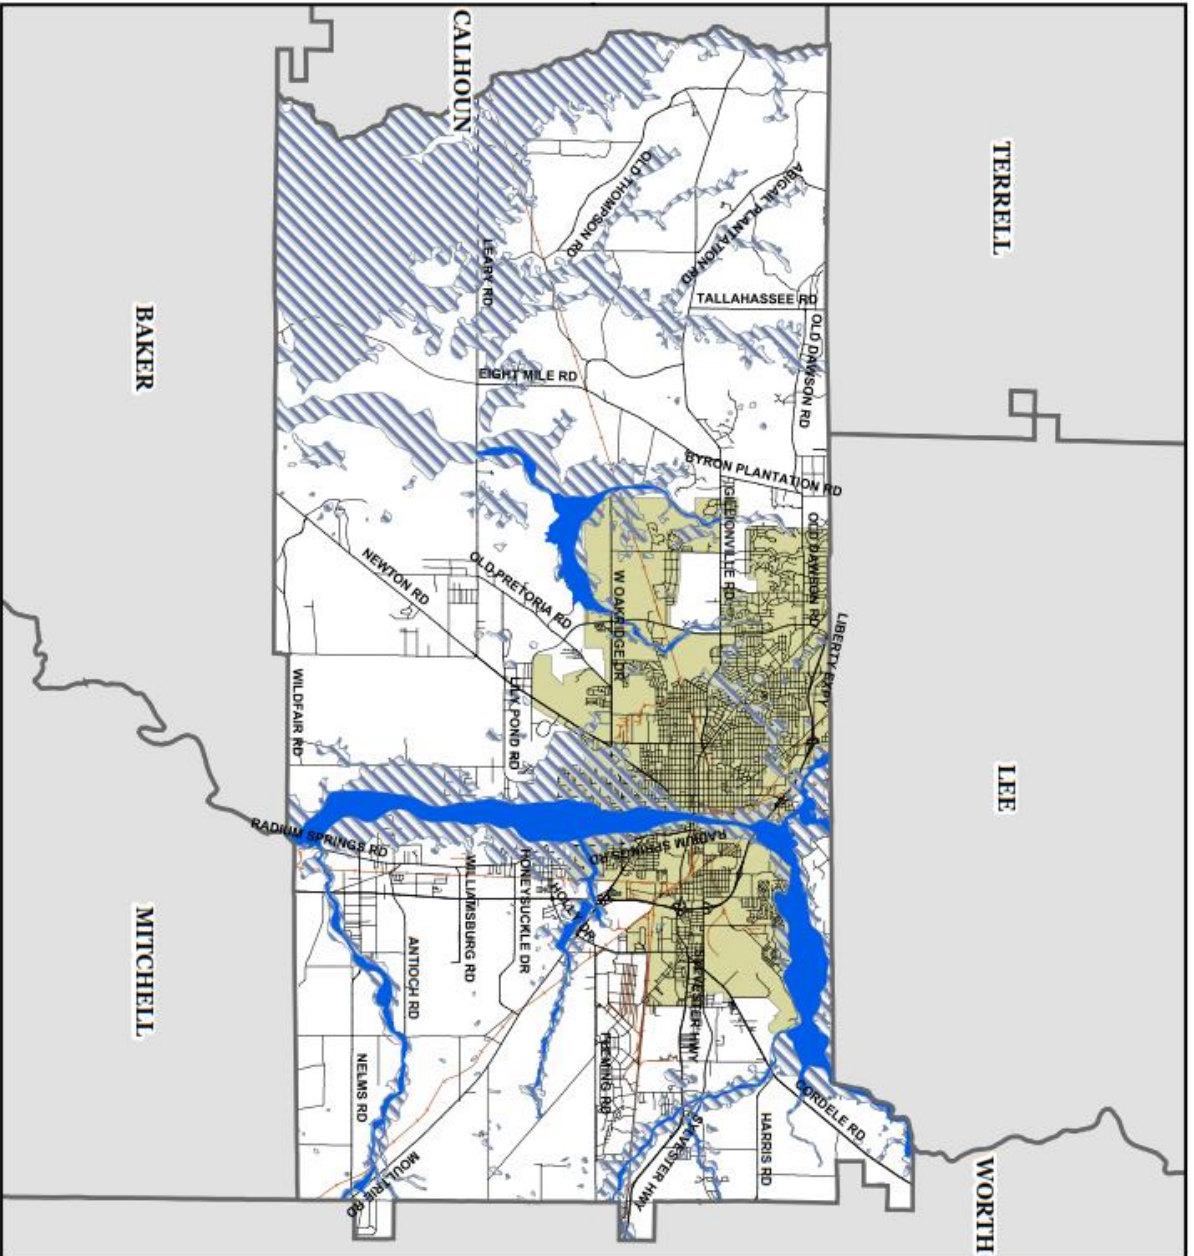 CALHOUN
TERRELL
OLD THOMPSON RD
ABIGAIL PLANTATION RD
LEARY RD
TALLAHASSEE RD
OLD DAWSON RD
BAKER
EIGHT MILE RD
BYRON PLANTATION RD
GILLIONVILLE RD
OLD DAWSON RD
NEWTON RD
OLD PRETORIA RD
W OAKRIDGE DR
LIBERTY EXPY
WILDFAIR RD
LILY POND RD
LEE
RADIUM SPRINGS RD
RADIUM SPRINGS RD
WILLIAMSBURG RD
HONEYSUCKLE DR
HOLLY DR
MITCHELL
ANTIOCH RD
SYLVESTER HWY
NELMS RD
FLEMING RD
CORDELE RD
HARRIS RD
SYLVESTER HWY
MOULTRIE RD
WORTH